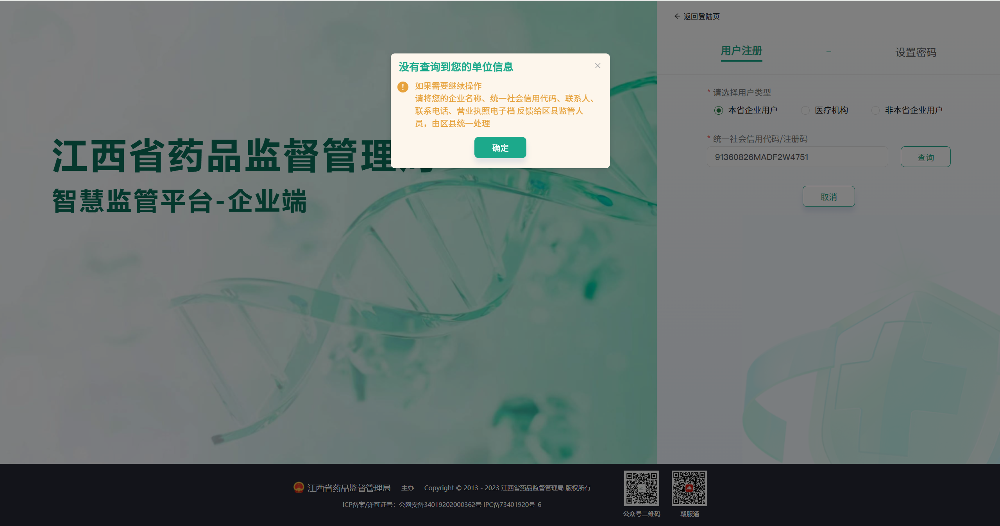 返回登陆页
用户注册
设置密码
没有查询到您的单位信息
如果需要继续操作
请将您的企业名称、统一社会信用代码、联系人、
联系电话、营业执照电子档 反馈给区县监管人
员，由区县统一处理
确定
* 请选择用户类型
本省企业用户
医疗机构
非本省企业用户
* 统一社会信用代码/注册码
91360826MADF2W4751
查询
取消
江西省药品监督管理
智慧监管平台-企业端
江西省药品监督管理局 主办 Copyright © 2013 - 2023 江西省药品监督管理局 版权所有
ICP备案/许可证号：公网安备34019202000362号 IPC备73401920号-6
公众号二维码
赣服通